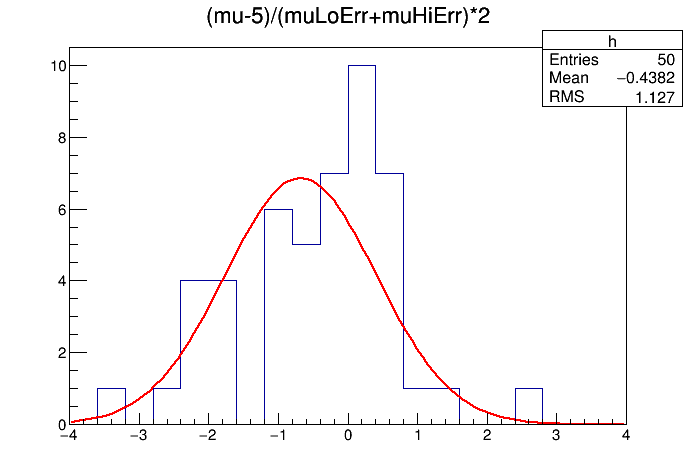 (mu-5)/(muLoErr+muHiErr)*2
h
Entries 50
Mean −0.4382
RMS 1.127
10
8
6
4
2
0
−4 −3 −2 −1 0 1 2 3 4